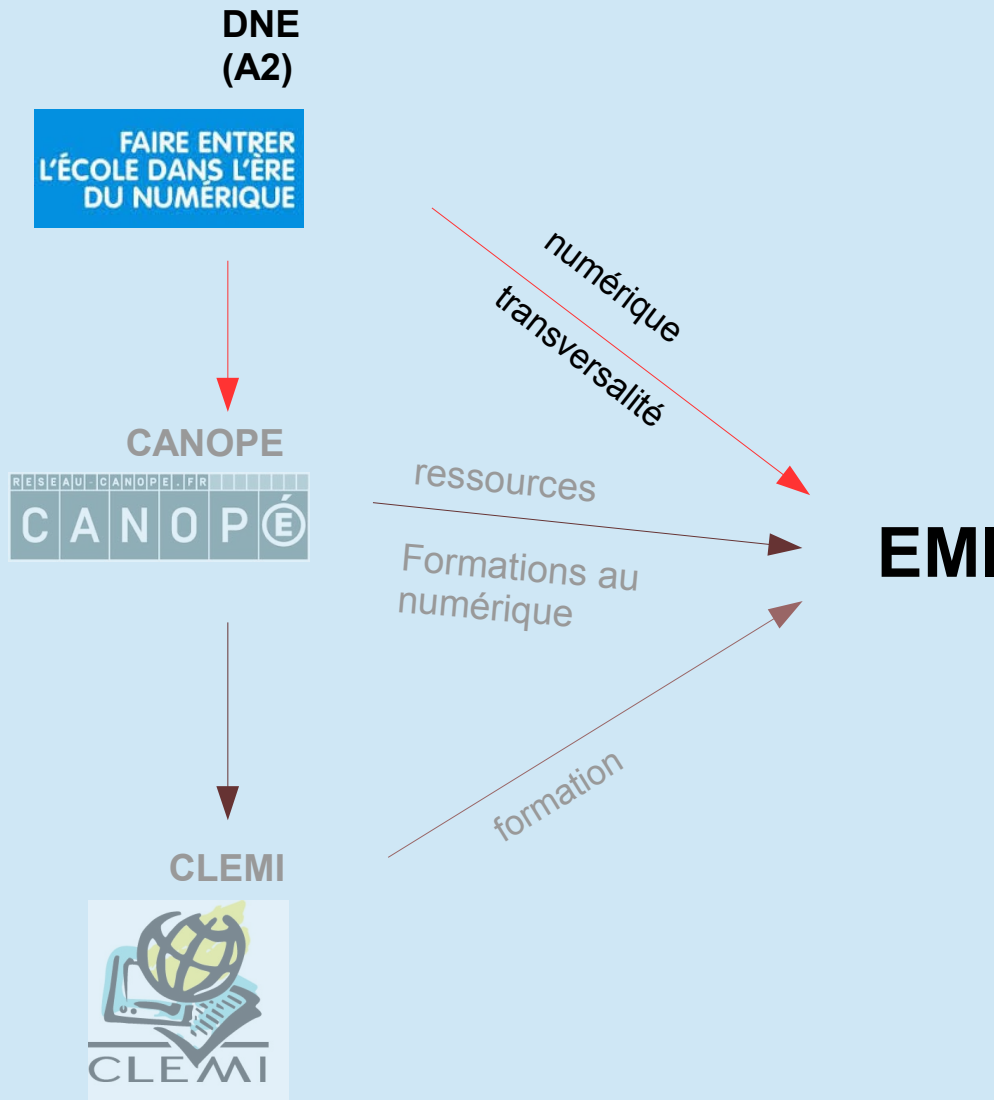 DNE
(A2)
FAIRE ENTRER
L'ÉCOLE DANS L'ÈRE
DU NUMÉRIQUE
numérique
transversalité
CANOPE
RESEAU-CANOPE.FR
CANOPÉ
ressources
Formations au
numérique
EMI
formation
CLEMI
CLEMI